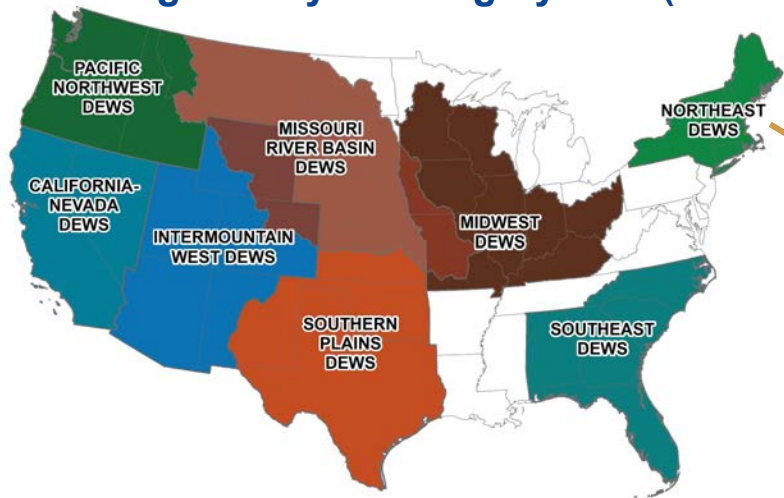 PACIFIC
NORTHWEST
DEWS
MISSOURI
RIVER BASIN
DEWS
NORTHEAST
DEWS
CALIFORNIA-
NEVADA
DEWS
INTERMOUNTAIN
WEST DEWS
MIDWEST
DEWS
SOUTHERN
PLAINS
DEWS
SOUTHEAST
DEWS